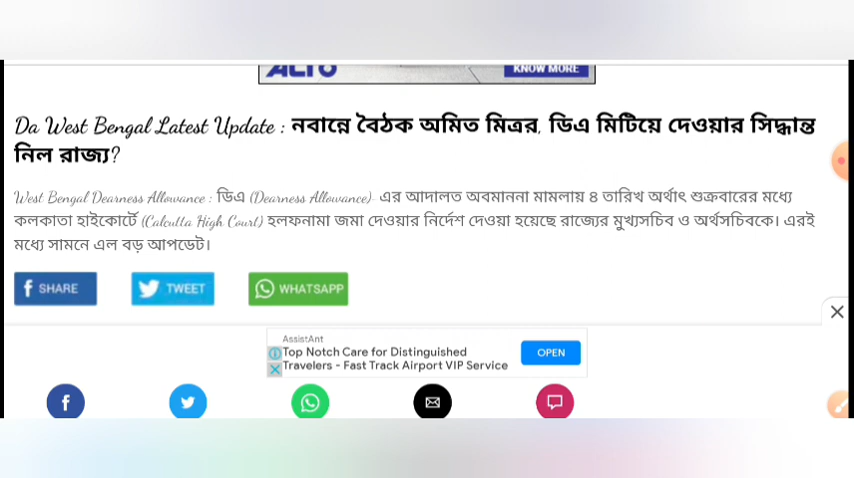 ALTO
KNOW MORE
Da West Bengal Latest Update : নবান্নে বৈঠক অমিত মিত্রর, ডিএ মিটিয়ে দেওয়ার সিদ্ধান্ত
নিল রাজ্য?
West Bengal Dearness Allowance : ডিএ (Dearness Allowance)- এর আদালত অবমাননা মামলায় ৪ তারিখ অর্থাৎ শুক্রবারের মধ্যে
কলকাতা হাইকোর্টে (Calcutta High Court) হলফনামা জমা দেওয়ার নির্দেশ দেওয়া হয়েছে রাজ্যের মুখ্যসচিব ও অর্থসচিবকে। এরই
মধ্যে সামনে এল বড় আপডেট।
SHARE
TWEET
WHATSAPP
AssistAnt
Top Notch Care for Distinguished
Travelers - Fast Track Airport VIP Service
OPEN